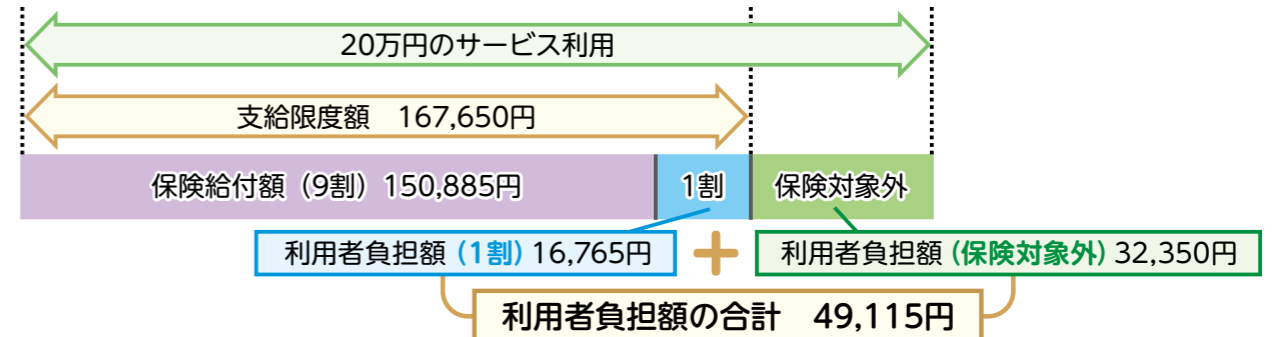 20万円のサービス利用
支給限度額　167,650円
保険給付額（9割）150,885円
1割
保険対象外
利用者負担額（1割）16,765円
＋
利用者負担額（保険対象外）32,350円
利用者負担額の合計　49,115円